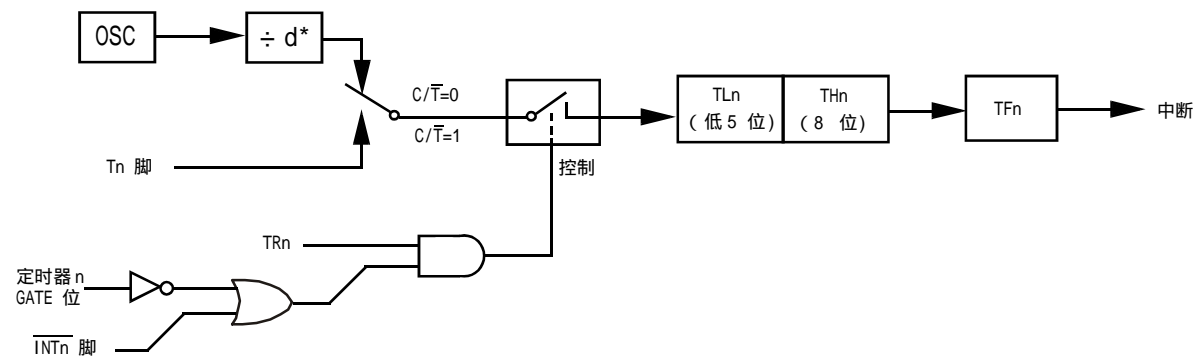 OSC
÷ d*
C/T̅=0
C/T̅=1
Tn 脚
控制
TLn
(低5 位)
THn
(8 位)
TFn
中断
TRn
定时器n
GATE 位
I̅N̅T̅n̅ 脚